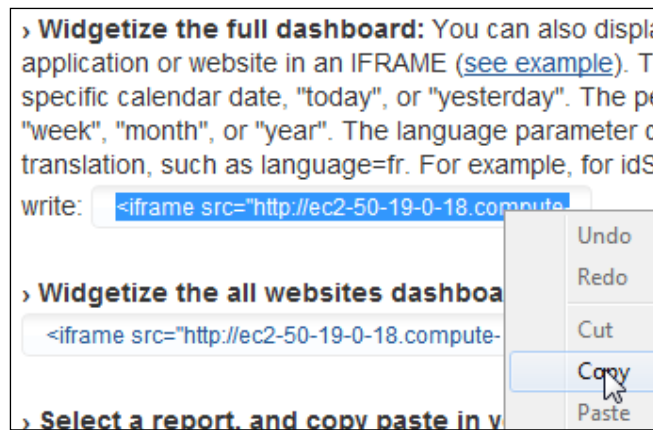 › Widgetize the full dashboard: You can also displa
application or website in an IFRAME (see example). T
specific calendar date, "today", or "yesterday". The pe
"week", "month", or "year". The language parameter
translation, such as language=fr. For example, for idS
write: <iframe src="http://ec2-50-19-0-18.compute-
Undo
Redo
› Widgetize the all websites dashboa
<iframe src="http://ec2-50-19-0-18.compute-
Cut
Copy
› Select a report, and copy paste in y
Paste